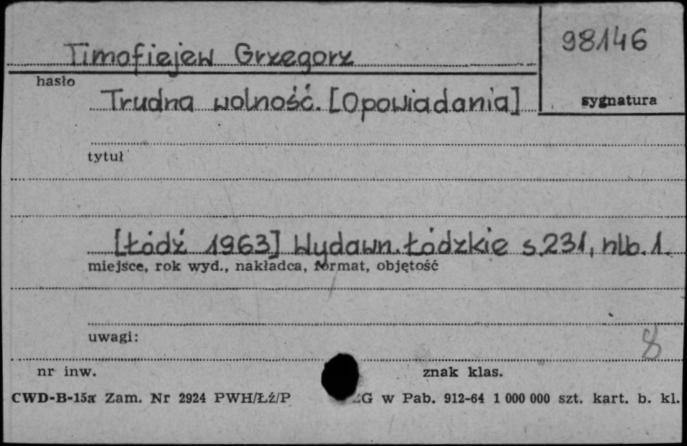 Timofiejew Grzegorz
98146
hasło
sygnatura
Trudna wolność. [Opowiadania]
tytuł
[Łódź 1963] Wydawn. Łódzkie s. 231, nlb. 1.
miejsce, rok wyd., nakładca, format, objętość
uwagi:
8
nr inw.
znak klas.
CWD-B-15a Zam. Nr 2924 PWH/Łź/P ZG w Pab. 912-64 1 000 000 szt. kart. b. kl.